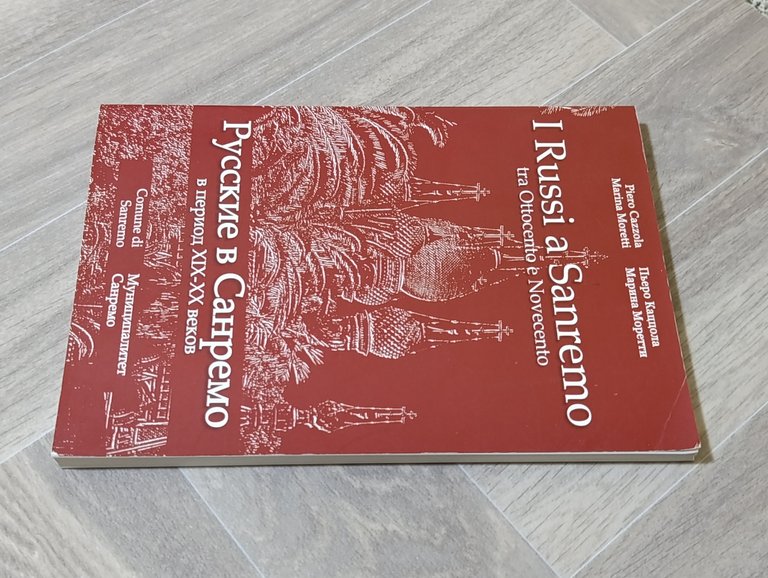 Piero Cazzola
Marina Moretti
Пьеро Каццола
Марина Моретти
I Russi a Sanremo
tra Ottocento e Novecento
Русские в Санремо
в период XIX-XX веков
Comune di
Sanremo
Муниципалитет
Санремо